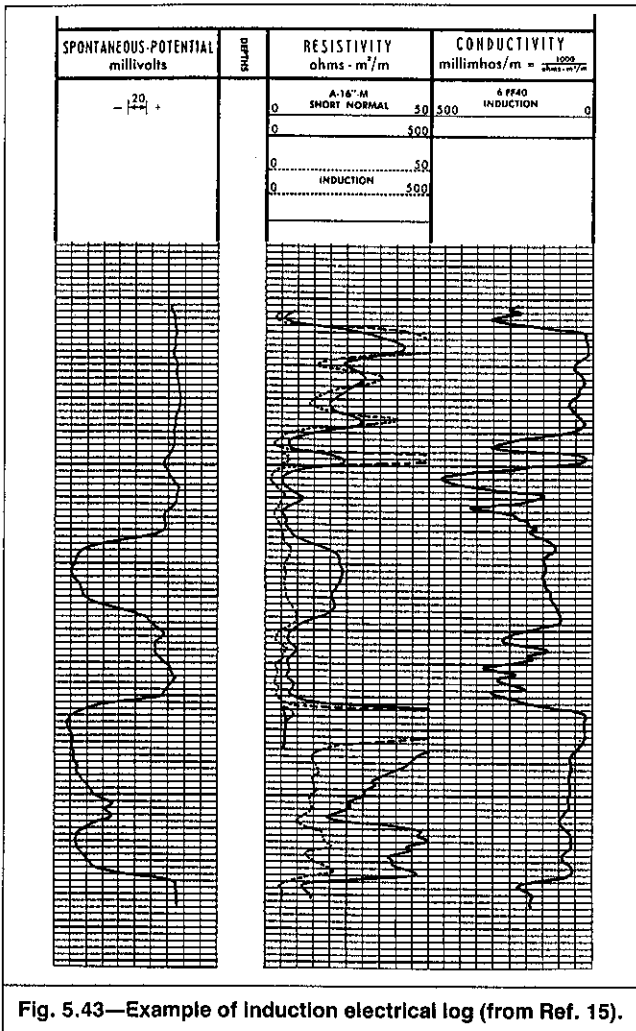 SPONTANEOUS-POTENTIAL
millivolts
DEPTHS
RESISTIVITY
ohms - m²/m
CONDUCTIVITY
millimhos/m = 1000/ohms-m²/m
- 20 +
A-16"-M
SHORT NORMAL
0 50
0 500
0 50
INDUCTION
0 500
6 FF40
INDUCTION
500 0
Fig. 5.43—Example of induction electrical log (from Ref. 15).